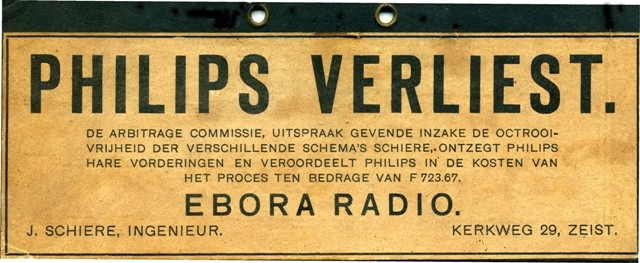 PHILIPS VERLIEST.
DE ARBITRAGE COMMISSIE, UITSPRAAK GEVENDE INZAKE DE OCTROOI-
VRIJHEID DER VERSCHILLENDE SCHEMA'S SCHIERE, ONTZEGT PHILIPS
HARE VORDERINGEN EN VEROORDEELT PHILIPS IN DE KOSTEN VAN
HET PROCES TEN BEDRAGE VAN F 723.67.
EBORA RADIO.
J. SCHIERE, INGENIEUR. KERKWEG 29, ZEIST.